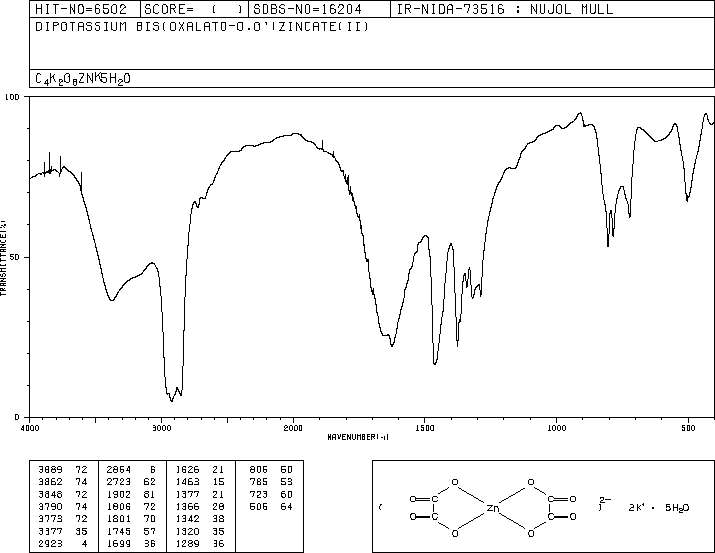 HIT-NO=6502 SCORE= ( ) SDBS-NO=16204 IR-NIDA-73516 : NUJOL MULL
DIPOTASSIUM BIS(OXALATO-O,O')ZINCATE(II)
C4K2O8ZN·5H2O
100
50
0
TRANSMITTANCE(%)
4000 3000 2000 1500 1000 500
WAVENUMBER(-1)
3889 72 2854 6 1626 21 806 50
3862 74 2723 62 1463 15 785 53
3848 72 1902 81 1377 21 723 60
3790 74 1806 72 1366 28 506 64
3773 72 1801 70 1342 38
3377 35 1745 57 1320 35
2923 4 1699 36 1289 36
O O O O 2-
O=C C=O
( Zn ) 2K+ · 5H2O
O=C C=O
O O